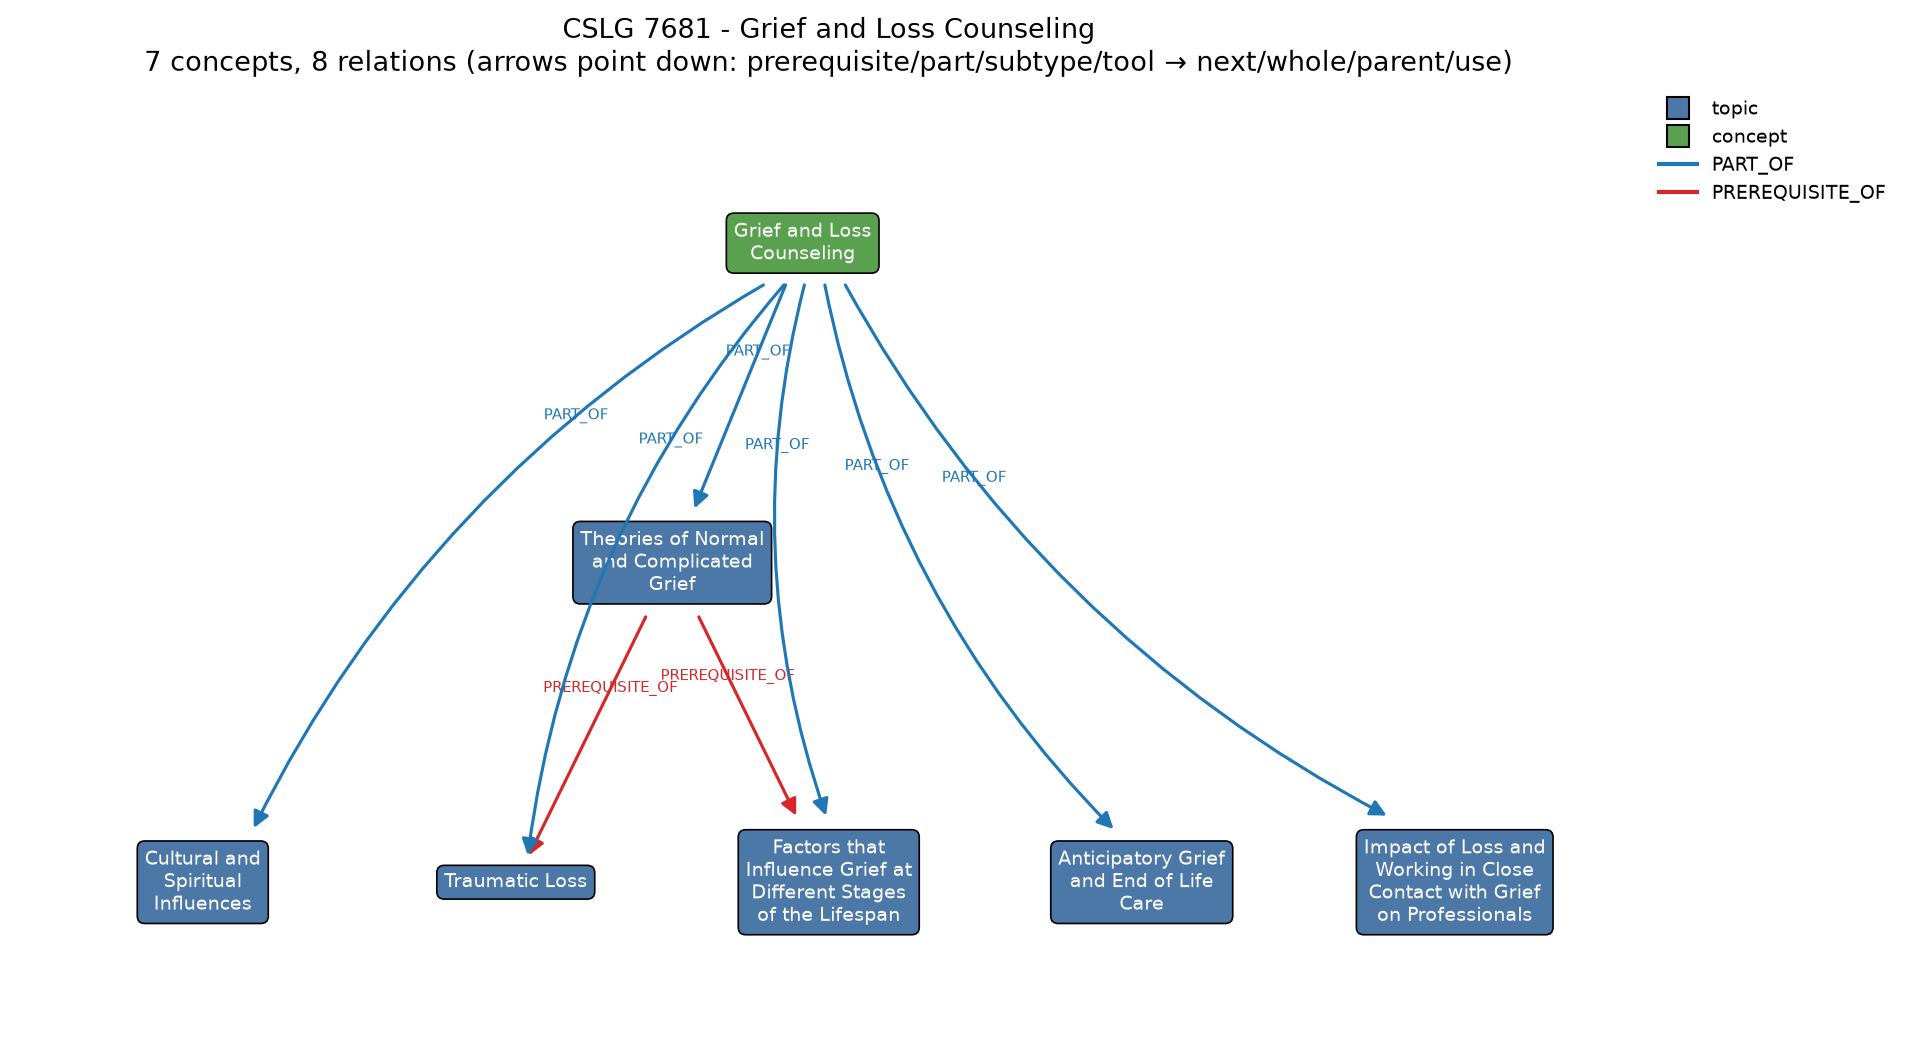 CSLG 7681 - Grief and Loss Counseling
7 concepts, 8 relations (arrows point down: prerequisite/part/subtype/tool → next/whole/parent/use)
topic
concept
PART_OF
PREREQUISITE_OF
Grief and Loss
Counseling
PART_OF
PART_OF
PART_OF
PART_OF
PART_OF
PART_OF
Theories of Normal
and Complicated
Grief
PREREQUISITE_OF
PREREQUISITE_OF
Cultural and
Spiritual
Influences
Traumatic Loss
Factors that
Influence Grief at
Different Stages
of the Lifespan
Anticipatory Grief
and End of Life
Care
Impact of Loss and
Working in Close
Contact with Grief
on Professionals